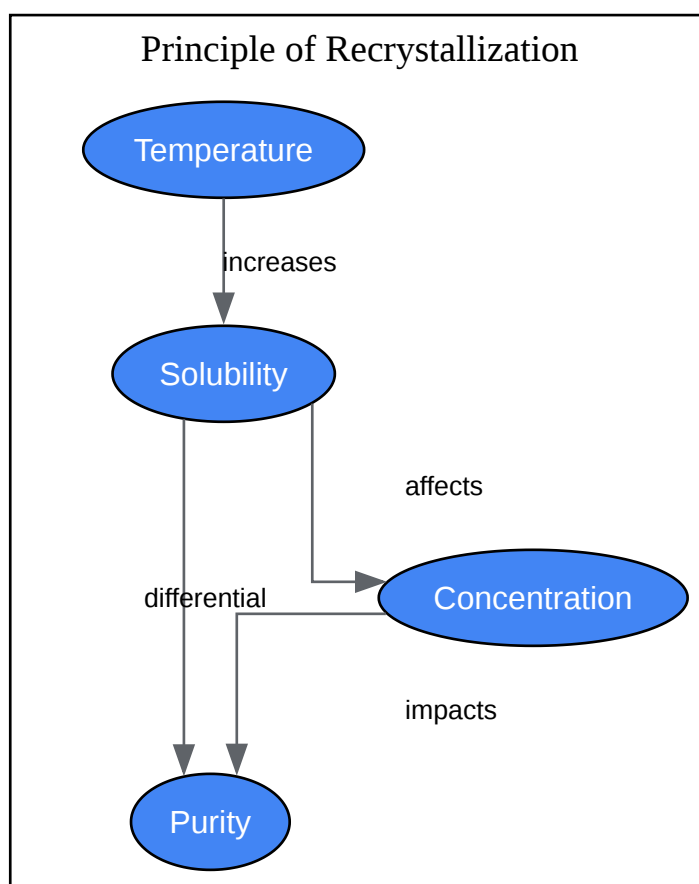 Principle of Recrystallization
Temperature
increases
Solubility
affects
differential
Concentration
impacts
Purity